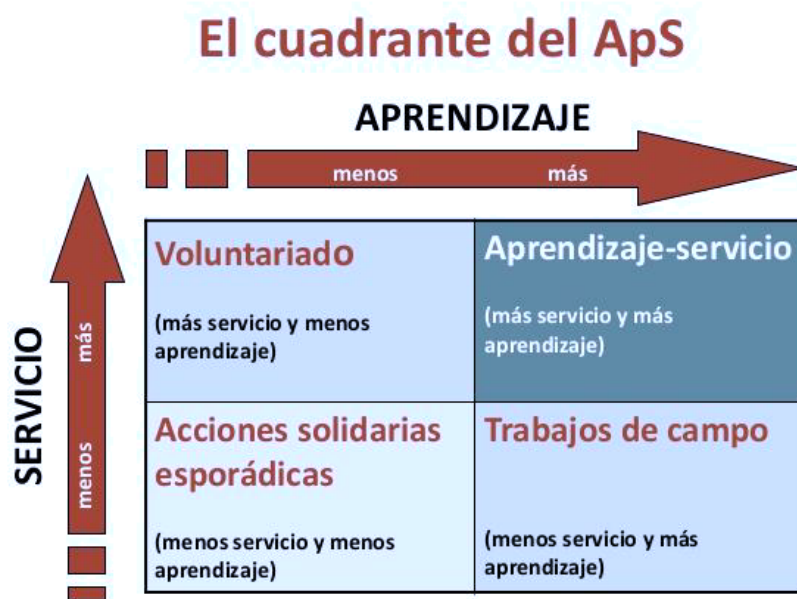 El cuadrante del ApS
APRENDIZAJE
menos más
SERVICIO
más
menos
Voluntariado
(más servicio y menos
aprendizaje)
Aprendizaje-servicio
(más servicio y más
aprendizaje)
Acciones solidarias
esporádicas
(menos servicio y menos
aprendizaje)
Trabajos de campo
(menos servicio y más
aprendizaje)